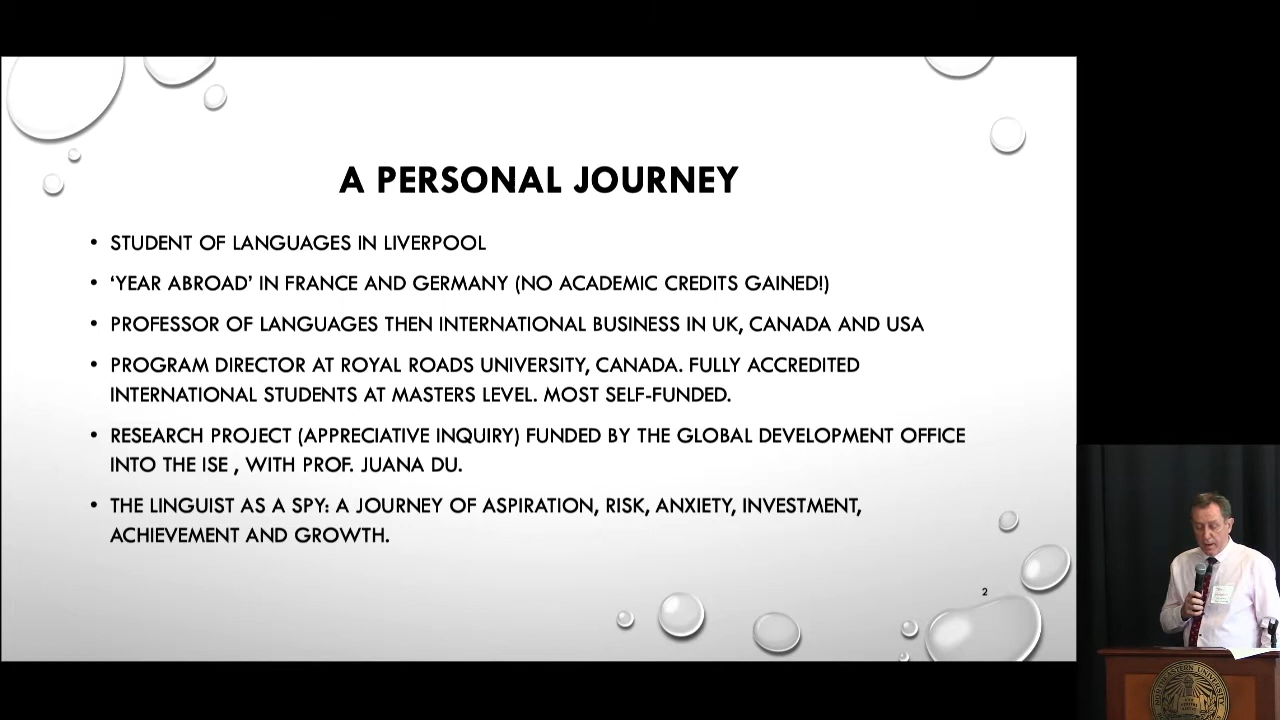 A PERSONAL JOURNEY
• STUDENT OF LANGUAGES IN LIVERPOOL
• ‘YEAR ABROAD’ IN FRANCE AND GERMANY (NO ACADEMIC CREDITS GAINED!)
• PROFESSOR OF LANGUAGES THEN INTERNATIONAL BUSINESS IN UK, CANADA AND USA
• PROGRAM DIRECTOR AT ROYAL ROADS UNIVERSITY, CANADA. FULLY ACCREDITED
INTERNATIONAL STUDENTS AT MASTERS LEVEL. MOST SELF-FUNDED.
• RESEARCH PROJECT (APPRECIATIVE INQUIRY) FUNDED BY THE GLOBAL DEVELOPMENT OFFICE
INTO THE ISE , WITH PROF. JUANA DU.
• THE LINGUIST AS A SPY: A JOURNEY OF ASPIRATION, RISK, ANXIETY, INVESTMENT,
ACHIEVEMENT AND GROWTH.
2
NORTHEASTERN UNIVERSITY